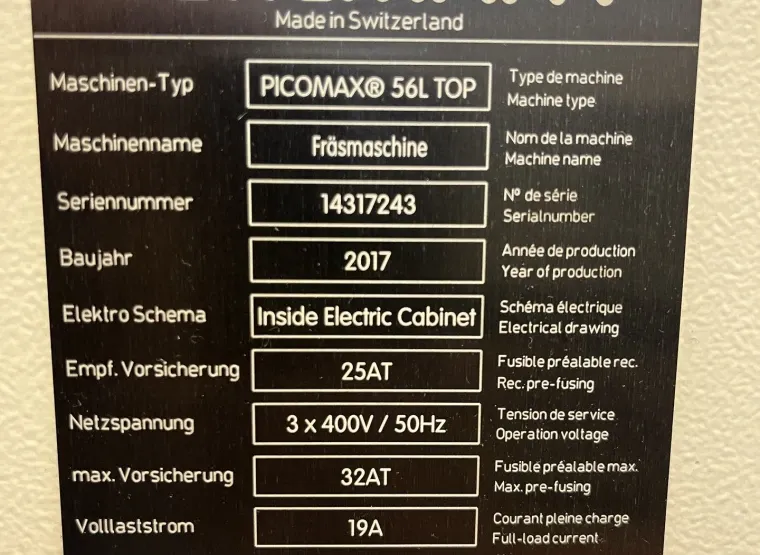 Made in Switzerland
Maschinen-Typ PICOMAX® 56L TOP Type de machine
Machine type
Maschinenname Fräsmaschine Nom de la machine
Machine name
Seriennummer 14317243 Nº de série
Serialnumber
Baujahr 2017 Année de production
Year of production
Elektro Schema Inside Electric Cabinet Schéma électrique
Electrical drawing
Empf. Vorsicherung 25AT Fusible préalable rec.
Rec. pre-fusing
Netzspannung 3 x 400V / 50Hz Tension de service
Operation voltage
max. Vorsicherung 32AT Fusible préalable max.
Max. pre-fusing
Volllaststrom 19A Courant pleine charge
Full-load current